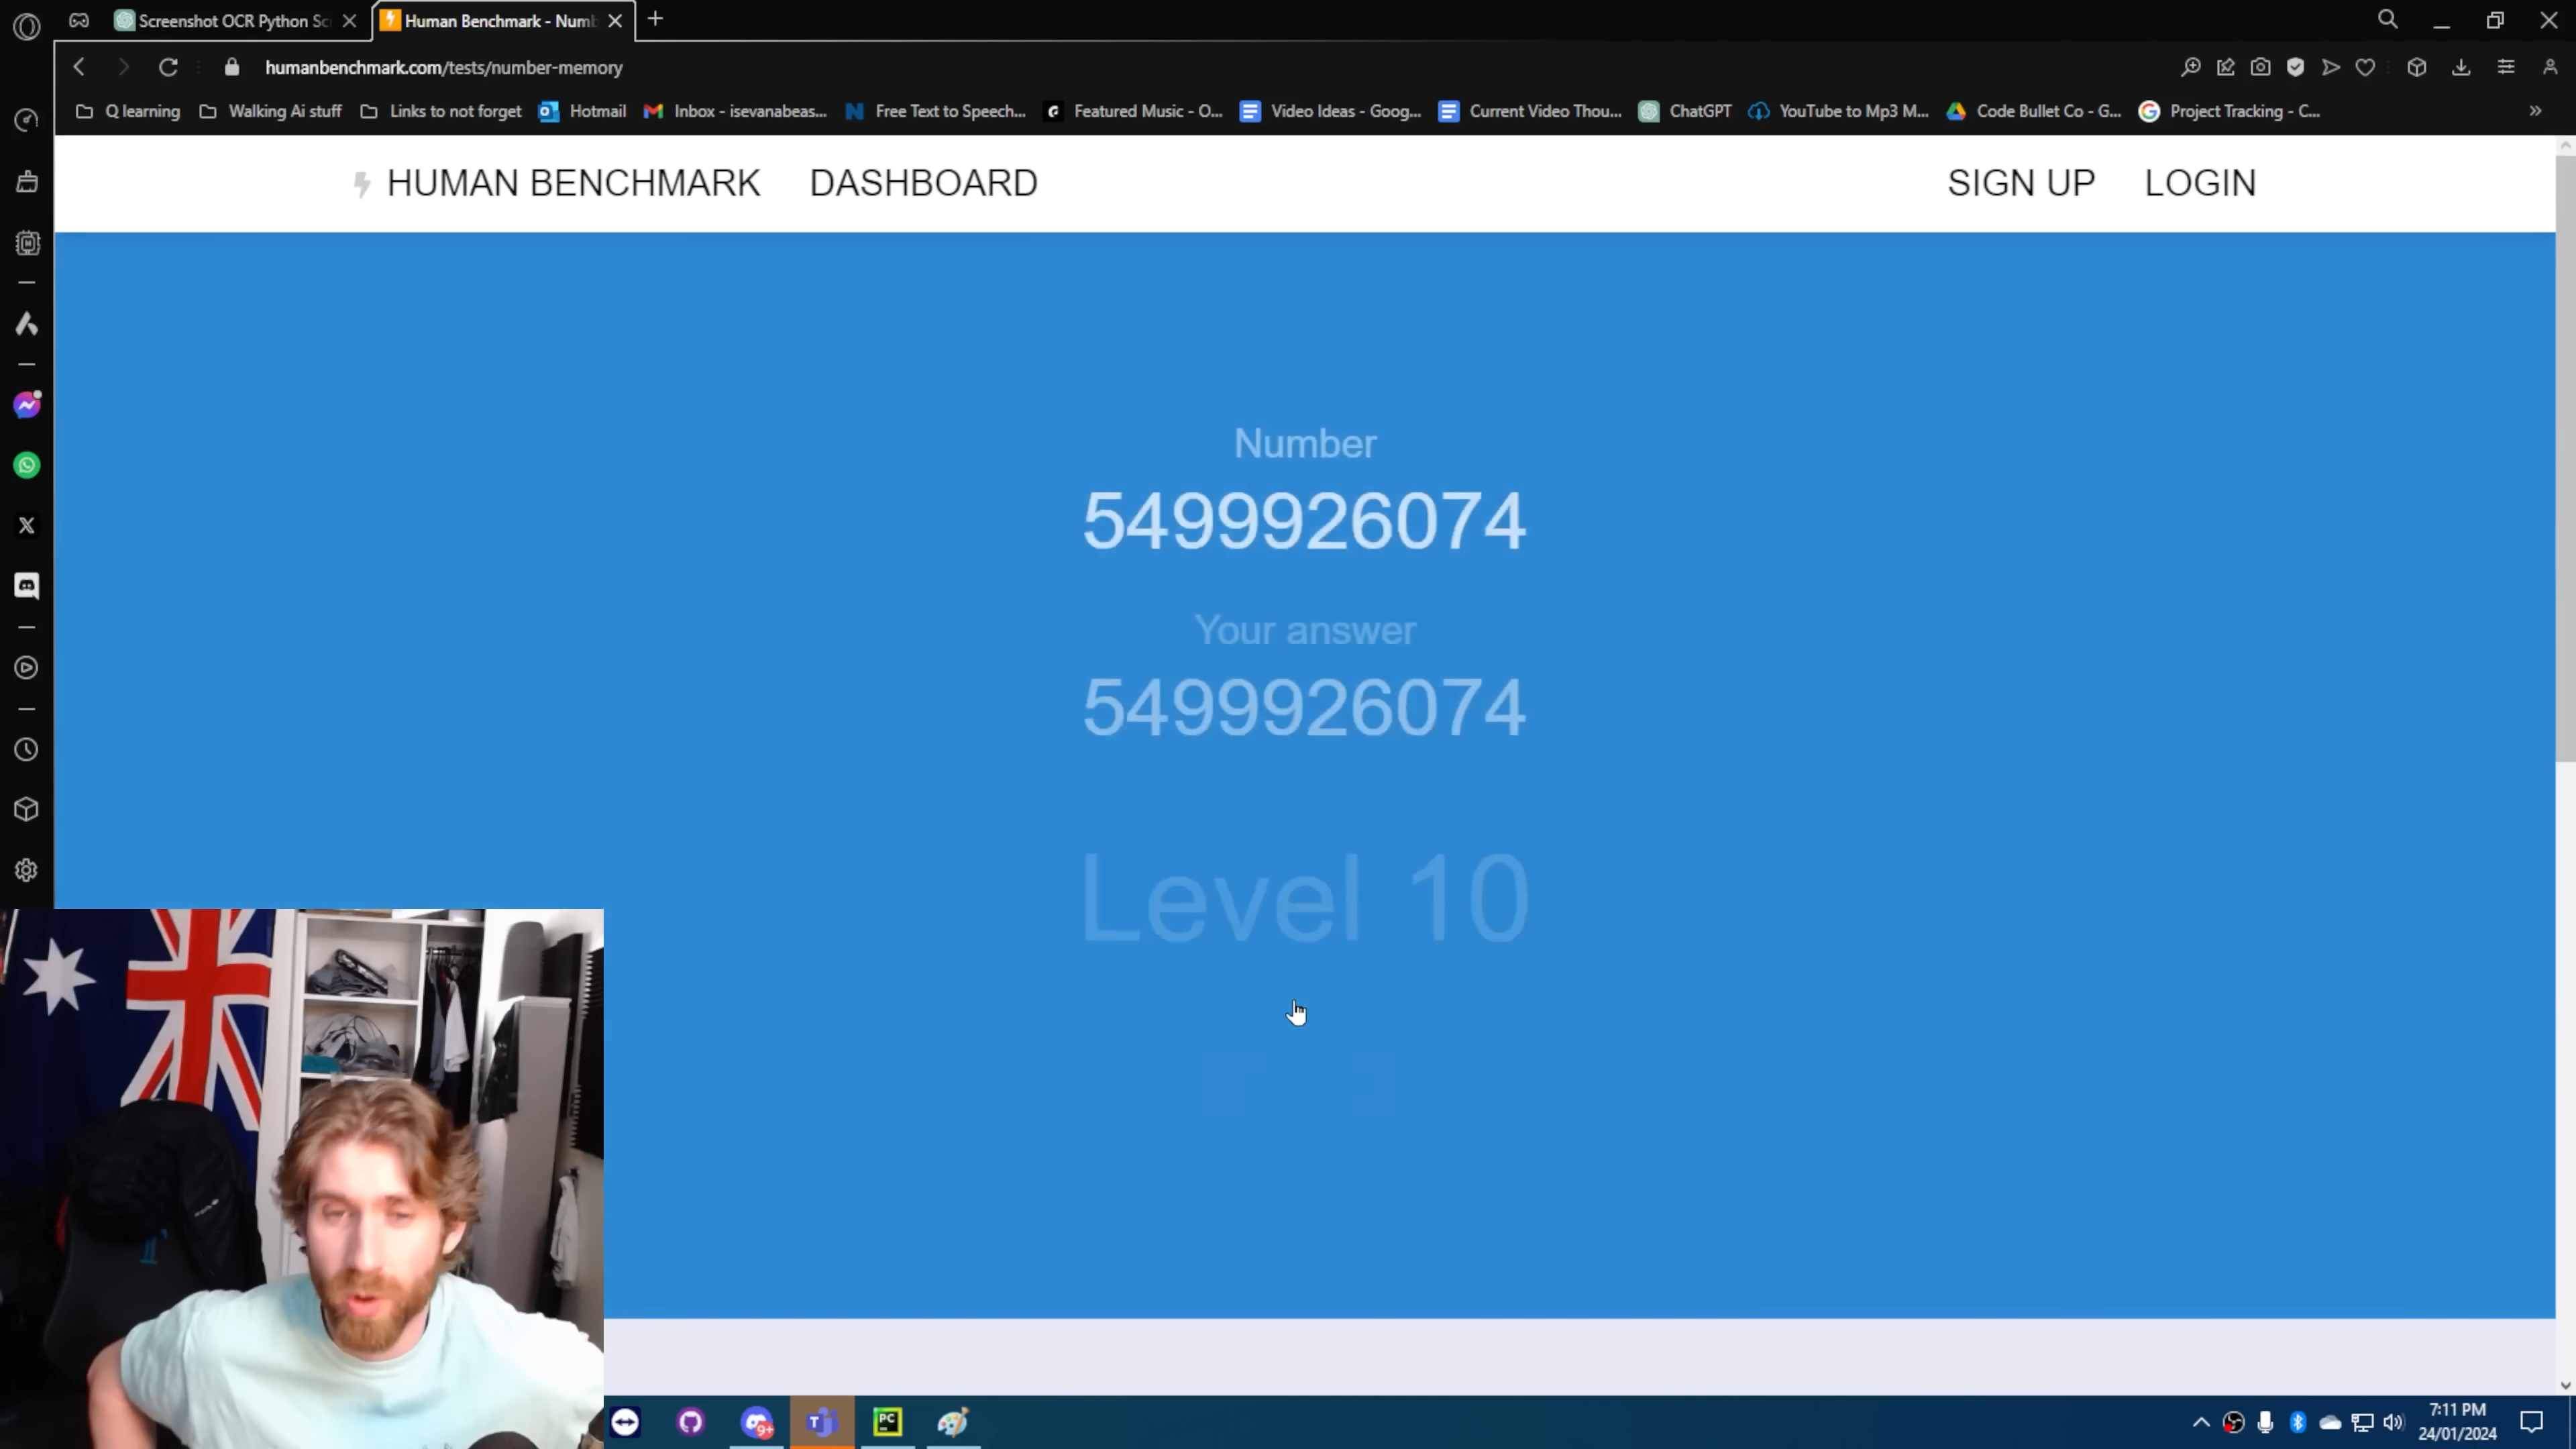 Screenshot OCR Python Sc
Human Benchmark - Numb
humanbenchmark.com/tests/number-memory
Q learning
Walking Ai stuff
Links to not forget
Hotmail
Inbox - isevanabeas...
Free Text to Speech...
Featured Music - O...
Video Ideas - Goog...
Current Video Thou...
ChatGPT
YouTube to Mp3 M...
Code Bullet Co - G...
Project Tracking - C...
HUMAN BENCHMARK
DASHBOARD
SIGN UP
LOGIN
Number
5499926074
Your answer
5499926074
Level 10
9+
PC
7:11 PM
24/01/2024